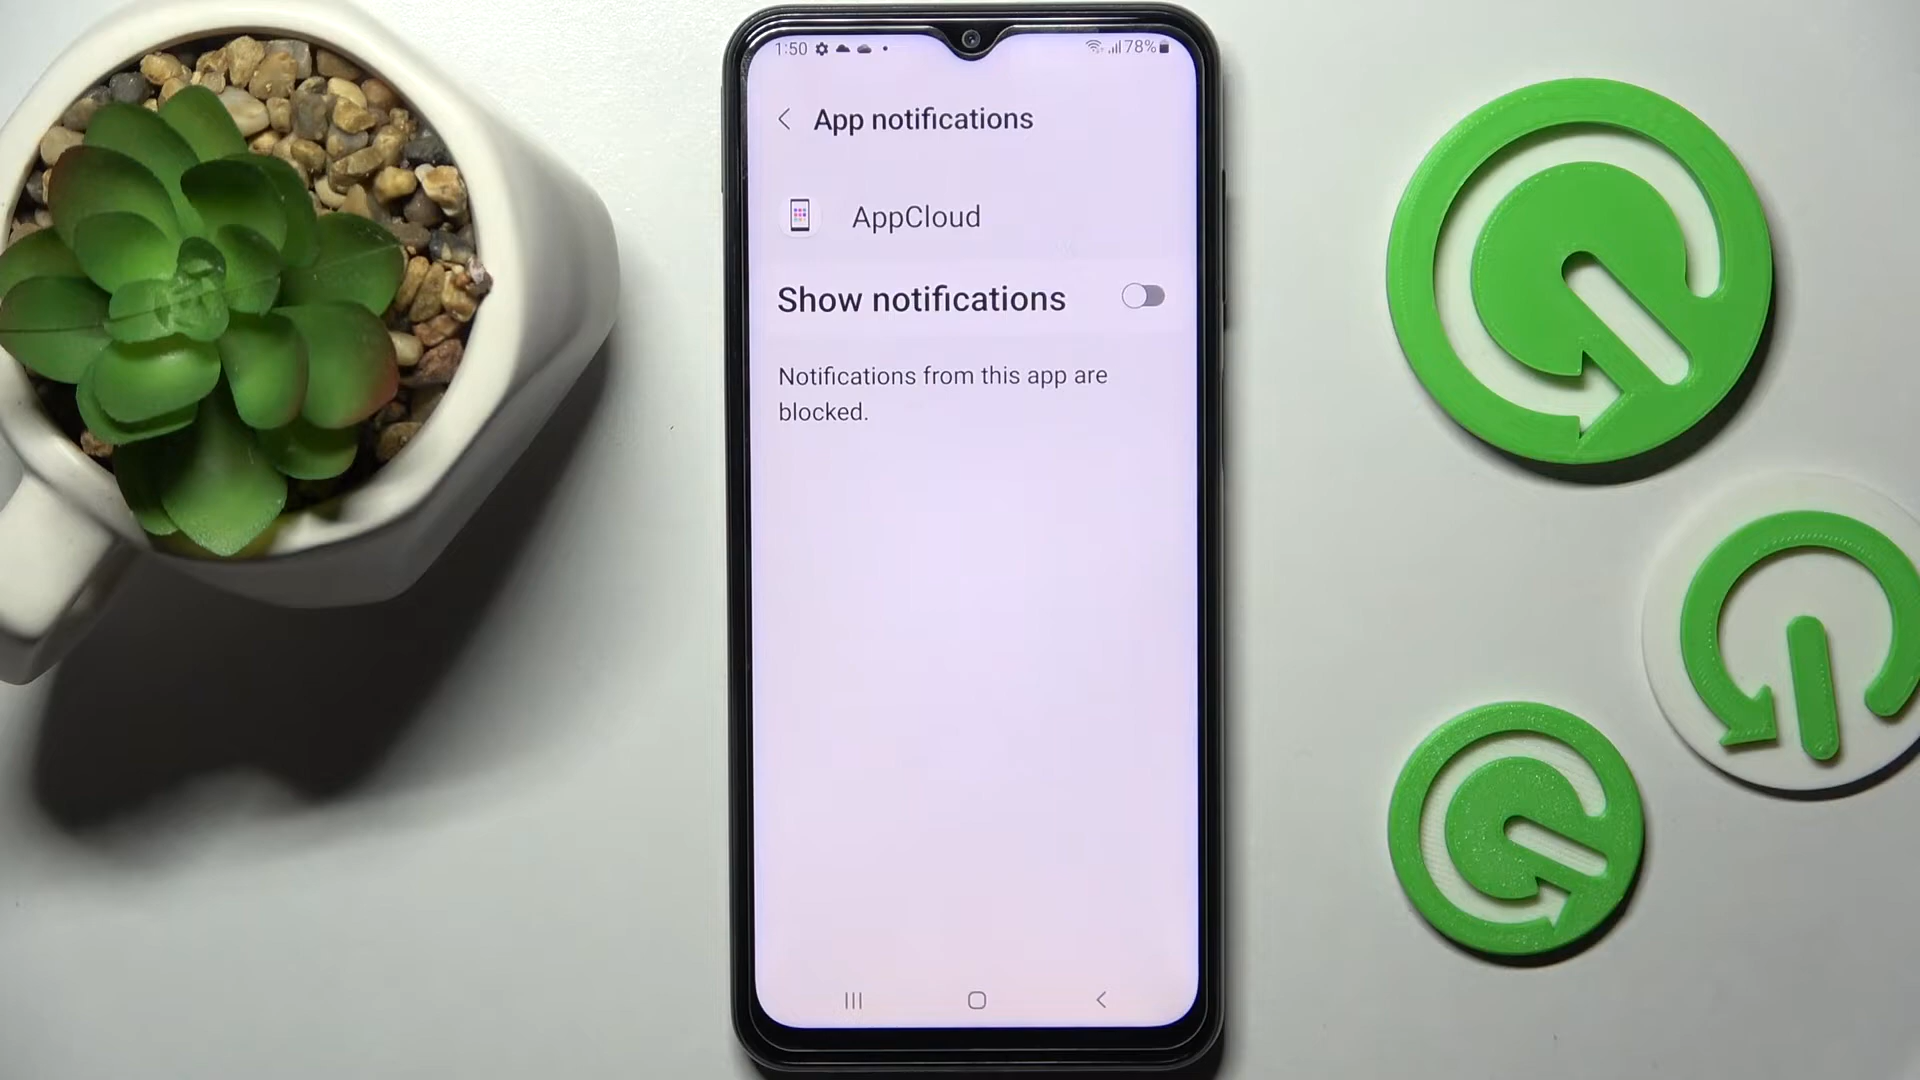 1:50
78%
App notifications
AppCloud
Show notifications
Notifications from this app are
blocked.